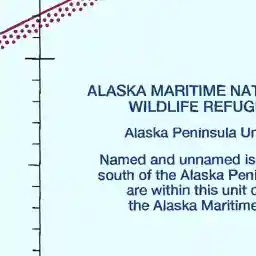 ALASKA MARITIME NAT
WILDLIFE REFUG
Alaska Peninsula Un
Named and unnamed is
south of the Alaska Peni
are within this unit o
the Alaska Maritime